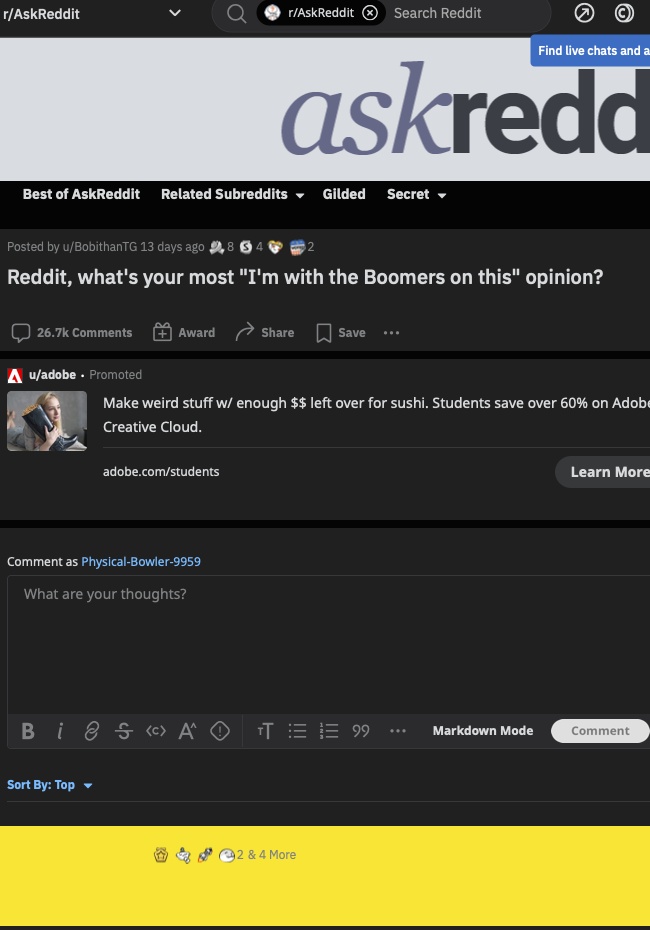 r/AskReddit
r/AskReddit
Search Reddit
Find live chats and a
askredd
Best of AskReddit
Related Subreddits
Gilded
Secret
Posted by u/BobithanTG 13 days ago
8
4
2
Reddit, what's your most "I'm with the Boomers on this" opinion?
26.7k Comments
Award
Share
Save
u/adobe • Promoted
Make weird stuff w/ enough $$ left over for sushi. Students save over 60% on Adobe
Creative Cloud.
adobe.com/students
Learn More
Comment as Physical-Bowler-9959
What are your thoughts?
Markdown Mode
Comment
Sort By: Top
2 & 4 More